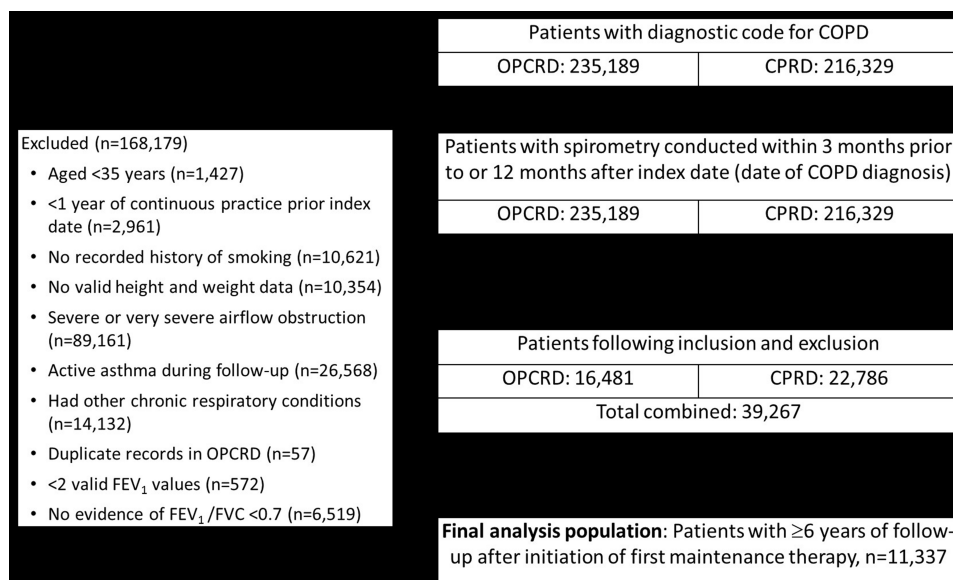 Patients with diagnostic code for COPD
OPCRD: 235,189
CPRD: 216,329
Excluded (n=168,179)
• Aged <35 years (n=1,427)
• <1 year of continuous practice prior index
date (n=2,961)
• No recorded history of smoking (n=10,621)
• No valid height and weight data (n=10,354)
• Severe or very severe airflow obstruction
(n=89,161)
• Active asthma during follow-up (n=26,568)
• Had other chronic respiratory conditions
(n=14,132)
• Duplicate records in OPCRD (n=57)
• <2 valid FEV₁ values (n=572)
• No evidence of FEV₁/FVC <0.7 (n=6,519)
Patients with spirometry conducted within 3 months prior
to or 12 months after index date (date of COPD diagnosis)
OPCRD: 235,189
CPRD: 216,329
Patients following inclusion and exclusion
OPCRD: 16,481
CPRD: 22,786
Total combined: 39,267
Final analysis population: Patients with ≥6 years of follow-
up after initiation of first maintenance therapy, n=11,337